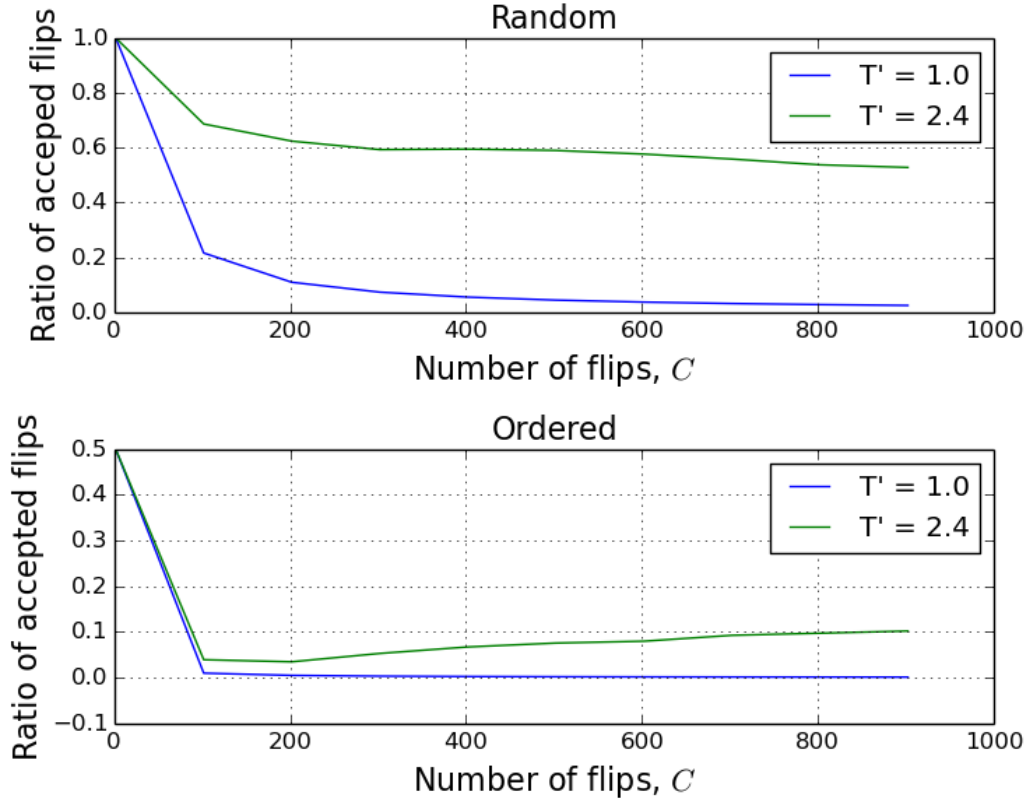 Random
Ratio of acceped flips
1.0
0.8
0.6
0.4
0.2
0.0
T' = 1.0
T' = 2.4
0 200 400 600 800 1000
Number of flips, C
Ordered
Ratio of accepted flips
0.5
0.4
0.3
0.2
0.1
0.0
−0.1
T' = 1.0
T' = 2.4
0 200 400 600 800 1000
Number of flips, C